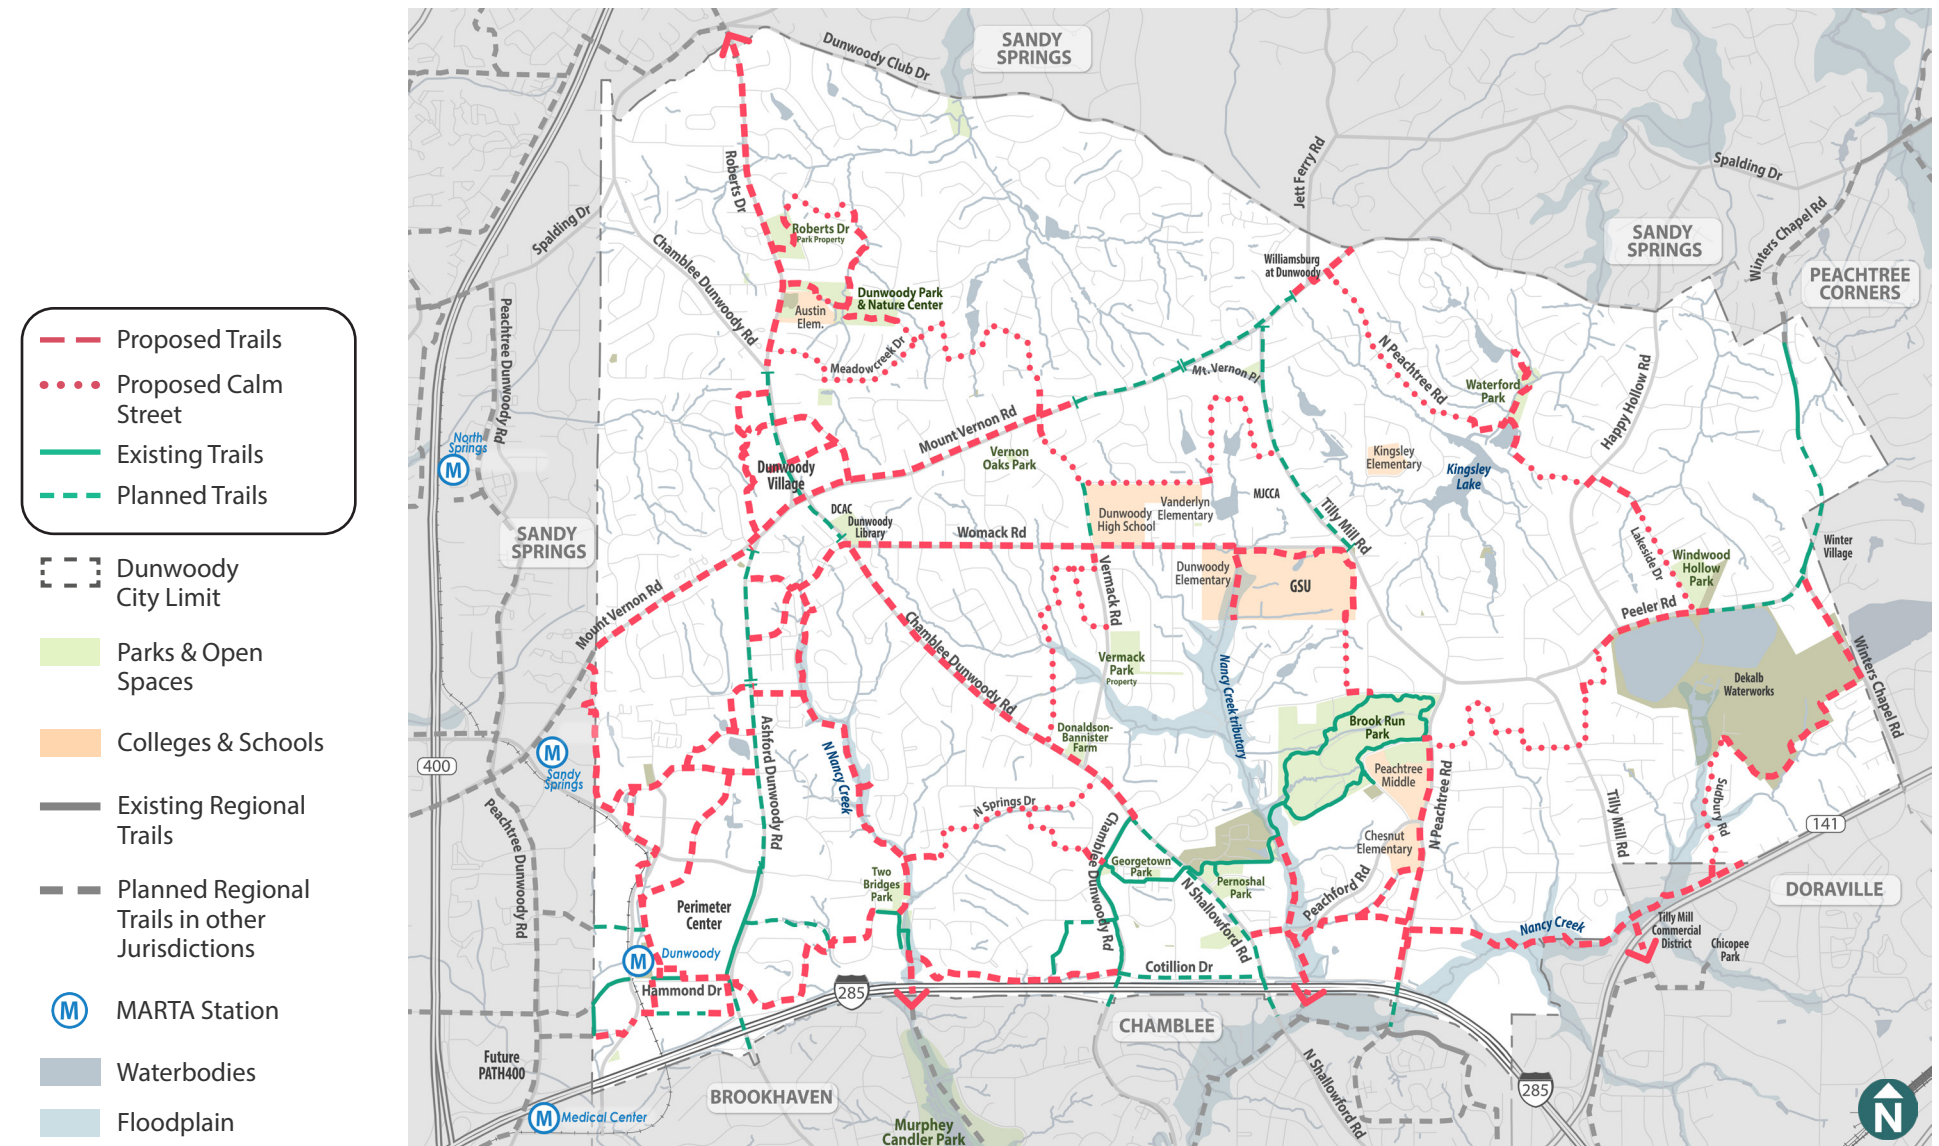 Proposed Trails
Proposed Calm
Street
Existing Trails
Planned Trails
Dunwoody
City Limit
Parks & Open
Spaces
Colleges & Schools
Existing Regional
Trails
Planned Regional
Trails in other
Jurisdictions
M
MARTA Station
Waterbodies
Floodplain
SANDY
SPRINGS
Dunwoody Club Dr
Roberts Dr
Jett Ferry Rd
Spalding Dr
Winters Chapel Rd
SANDY
SPRINGS
PEACHTREE
CORNERS
Spalding Dr
Roberts Dr
Park Property
Chamblee Dunwoody Rd
Williamsburg
at Dunwoody
Dunwoody Park
& Nature Center
Austin
Elem.
Meadowcreek Dr
Peachtree Dunwoody Rd
Mt. Vernon Pl
N Peachtree Rd
Waterford
Park
Happy Hollow Rd
North
Springs
M
Mount Vernon Rd
Vernon
Oaks Park
Dunwoody
Village
Kingsley
Elementary
Kingsley
Lake
MJCCA
DCAC
Dunwoody
Library
Womack Rd
Dunwoody
High School
Vanderlyn
Elementary
Tilly Mill Rd
SANDY
SPRINGS
Lakeside Dr
Windwood
Hollow
Park
Winter
Village
Dunwoody
Elementary
GSU
Vermack Rd
Peeler Rd
Mount Vernon Rd
Chamblee Dunwoody Rd
Vermack
Park
Property
Nancy Creek tributary
Dekalb
Waterworks
Winters Chapel Rd
Brook Run
Park
Donaldson-
Bannister
Farm
Ashford Dunwoody Rd
N Nancy Creek
400
M
Sandy
Springs
Peachtree
Middle
N Peachtree Rd
N Springs Dr
Peachtree Dunwoody Rd
Chamblee Dunwoody Rd
Tilly Mill Rd
Sudbury Rd
141
Chesnut
Elementary
Georgetown
Park
Pernoshal
Park
N Shallowford Rd
Peachford Rd
Two
Bridges
Park
Perimeter
Center
DORAVILLE
Nancy Creek
Tilly Mill
Commercial
District
Chicopee
Park
M
Dunwoody
Cotillion Dr
Hammond Dr
285
CHAMBLEE
Future
PATH400
BROOKHAVEN
N Shallowford Rd
285
M
Medical Center
Murphey
Candler Park
N